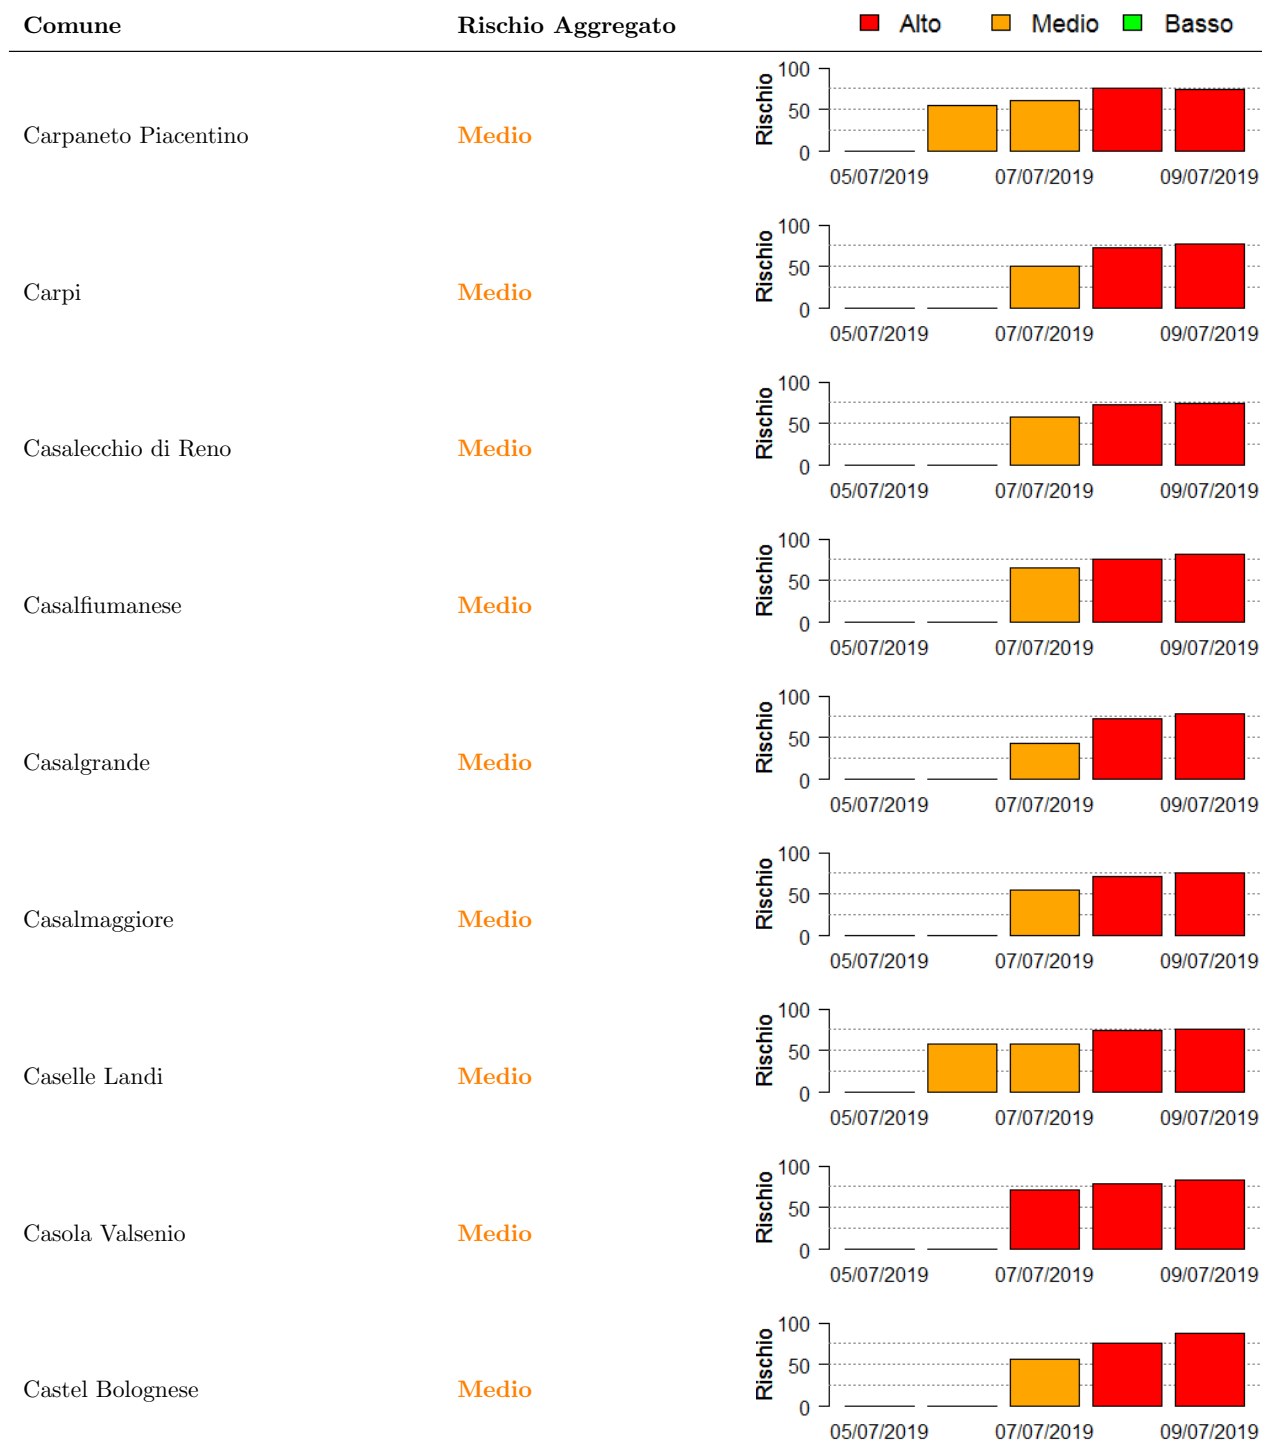 Comune Rischio Aggregato Alto Medio Basso
100
50
0
Rischio
Carpaneto Piacentino Medio
05/07/2019 07/07/2019 09/07/2019
100
50
0
Rischio
Carpi Medio
05/07/2019 07/07/2019 09/07/2019
100
50
0
Rischio
Casalecchio di Reno Medio
05/07/2019 07/07/2019 09/07/2019
100
50
0
Rischio
Casalfiumanese Medio
05/07/2019 07/07/2019 09/07/2019
100
50
0
Rischio
Casalgrande Medio
05/07/2019 07/07/2019 09/07/2019
100
50
0
Rischio
Casalmaggiore Medio
05/07/2019 07/07/2019 09/07/2019
100
50
0
Rischio
Caselle Landi Medio
05/07/2019 07/07/2019 09/07/2019
100
50
0
Rischio
Casola Valsenio Medio
05/07/2019 07/07/2019 09/07/2019
100
50
0
Rischio
Castel Bolognese Medio
05/07/2019 07/07/2019 09/07/2019